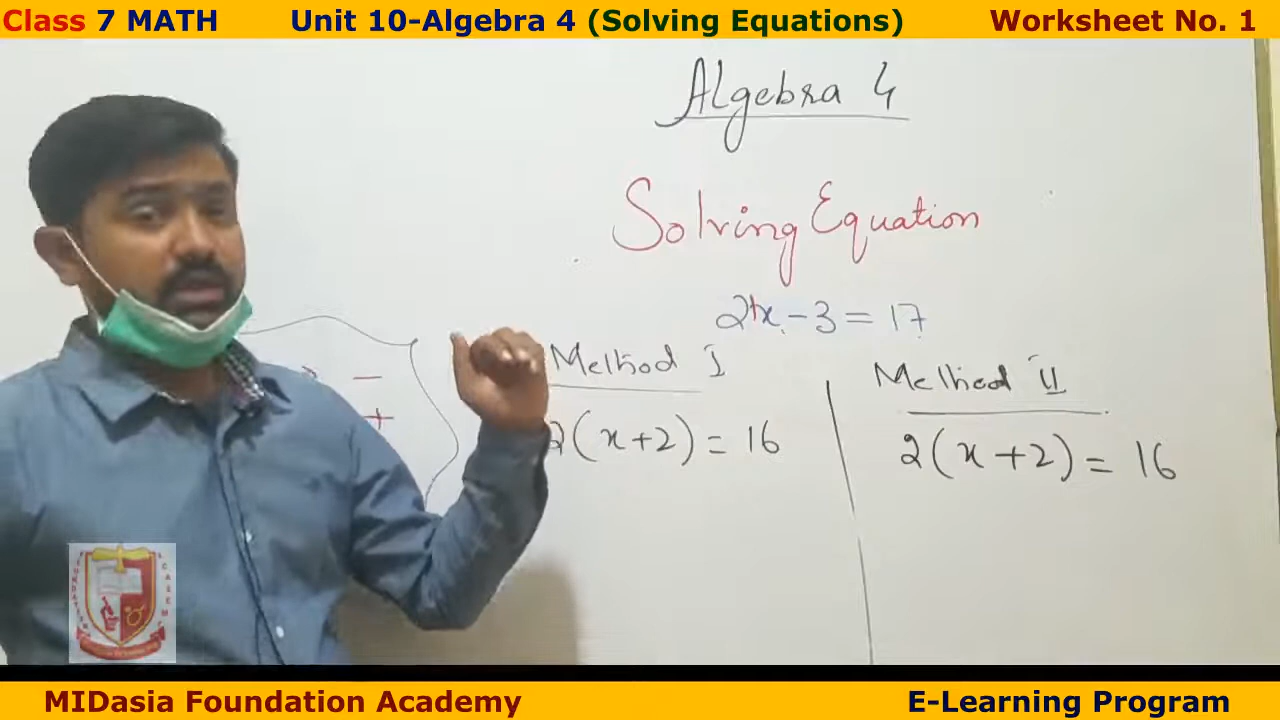 Class 7 MATH Unit 10-Algebra 4 (Solving Equations) Worksheet No. 1
Algebra 4
Solving Equation
2x - 3 = 17
Method I
2(x+2) = 16
Method II
2(x+2) = 16
-
+
MIDasia Foundation Academy E-Learning Program